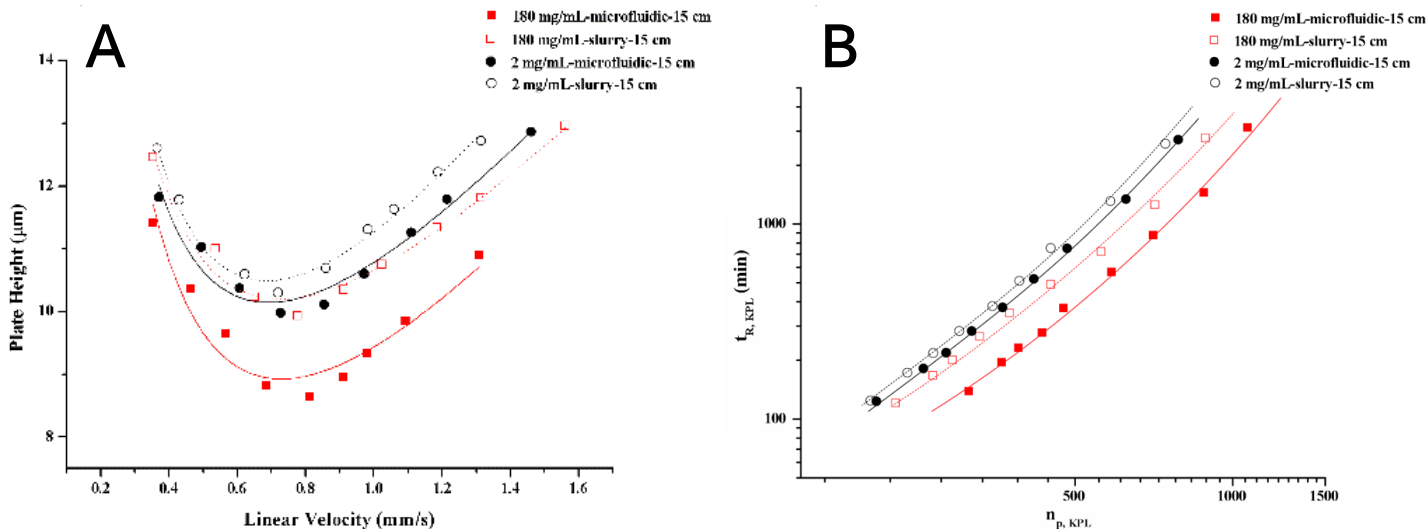 A
180 mg/mL-microfluidic-15 cm
180 mg/mL-slurry-15 cm
2 mg/mL-microfluidic-15 cm
2 mg/mL-slurry-15 cm
14
12
10
8
Plate Height (μm)
0.2 0.4 0.6 0.8 1.0 1.2 1.4 1.6
Linear Velocity (mm/s)
B
180 mg/mL-microfluidic-15 cm
180 mg/mL-slurry-15 cm
2 mg/mL-microfluidic-15 cm
2 mg/mL-slurry-15 cm
1000
100
t R, KPL (min)
500 1000 1500
n p, KPL